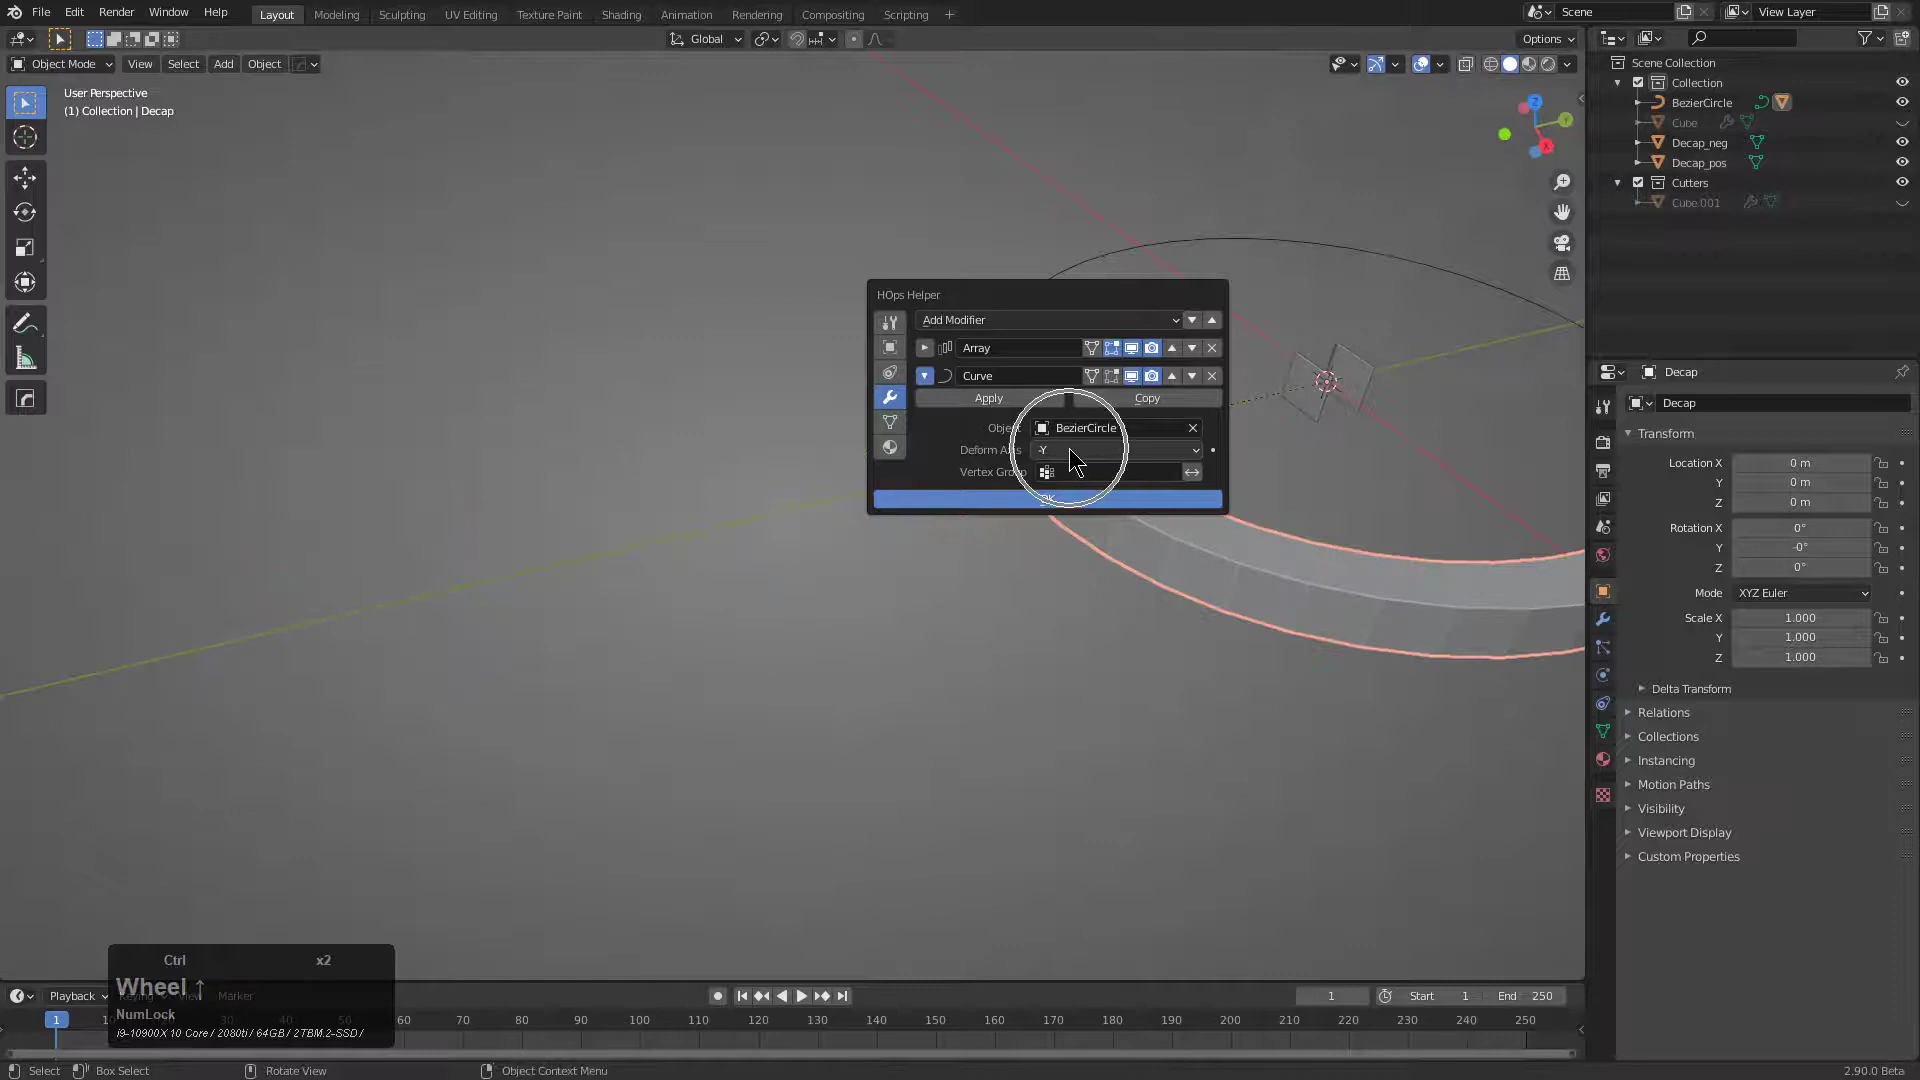 File Edit Render Window Help Layout Modeling Sculpting UV Editing Texture Paint Shading Animation Rendering Compositing Scripting + Scene View Layer
Global Options
Object Mode View Select Add Object
User Perspective
(1) Collection | Decap
Z
Y
X
Scene Collection
Collection
BezierCircle
Cube
Decap_neg
Decap_pos
Cutters
Cube.001
HOps Helper
Add Modifier
Array
Curve
Apply Copy
Object BezierCircle
Deform Axis -Y
Vertex Group
OK
Decap
Decap
Transform
Location X 0 m
Y 0 m
Z 0 m
Rotation X 0°
Y -0°
Z 0°
Mode XYZ Euler
Scale X 1.000
Y 1.000
Z 1.000
Delta Transform
Relations
Collections
Instancing
Motion Paths
Visibility
Viewport Display
Custom Properties
Ctrl x2
Wheel ↑
NumLock
i9-10900X 10 Core / 2080ti / 64GB / 2TBM.2-SSD /
Playback Keying View Marker 1 Start 1 End 250
1 60 70 80 90 100 110 120 130 140 150 160 170 180 190 200 210 220 230 240 250
Select Box Select Rotate View Object Context Menu 2.90.0 Beta